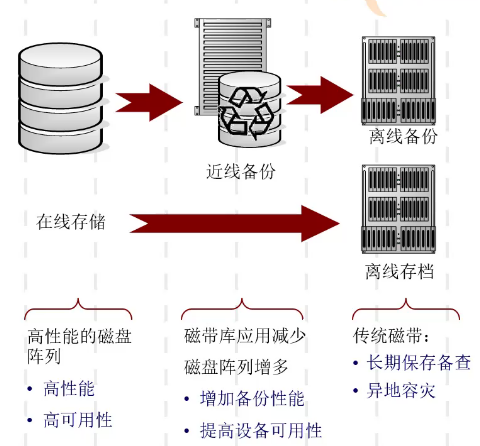 近线备份
离线备份
在线存储
离线存档
高性能的磁盘
阵列
• 高性能
• 高可用性
磁带库应用减少
磁盘阵列增多
• 增加备份性能
• 提高设备可用性
传统磁带：
• 长期保存备查
• 异地容灾